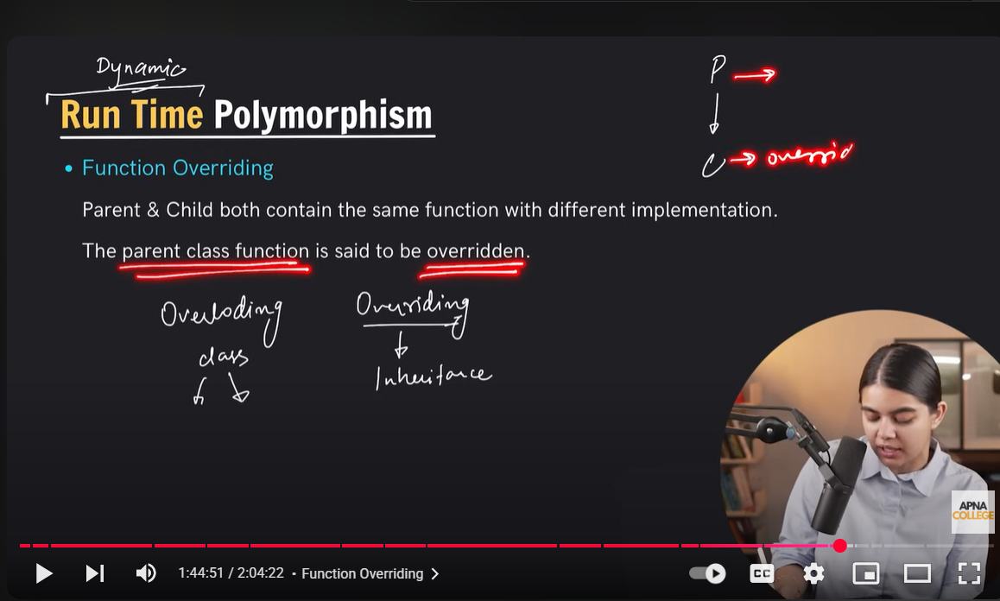 Dynamic
Run Time Polymorphism
• Function Overriding
Parent & Child both contain the same function with different implementation.
The parent class function is said to be overridden.
P
C → overrid
Overloding
class
Overriding
Inheritance
APNA
COLLEGE
1:44:51 / 2:04:22 • Function Overriding
CC